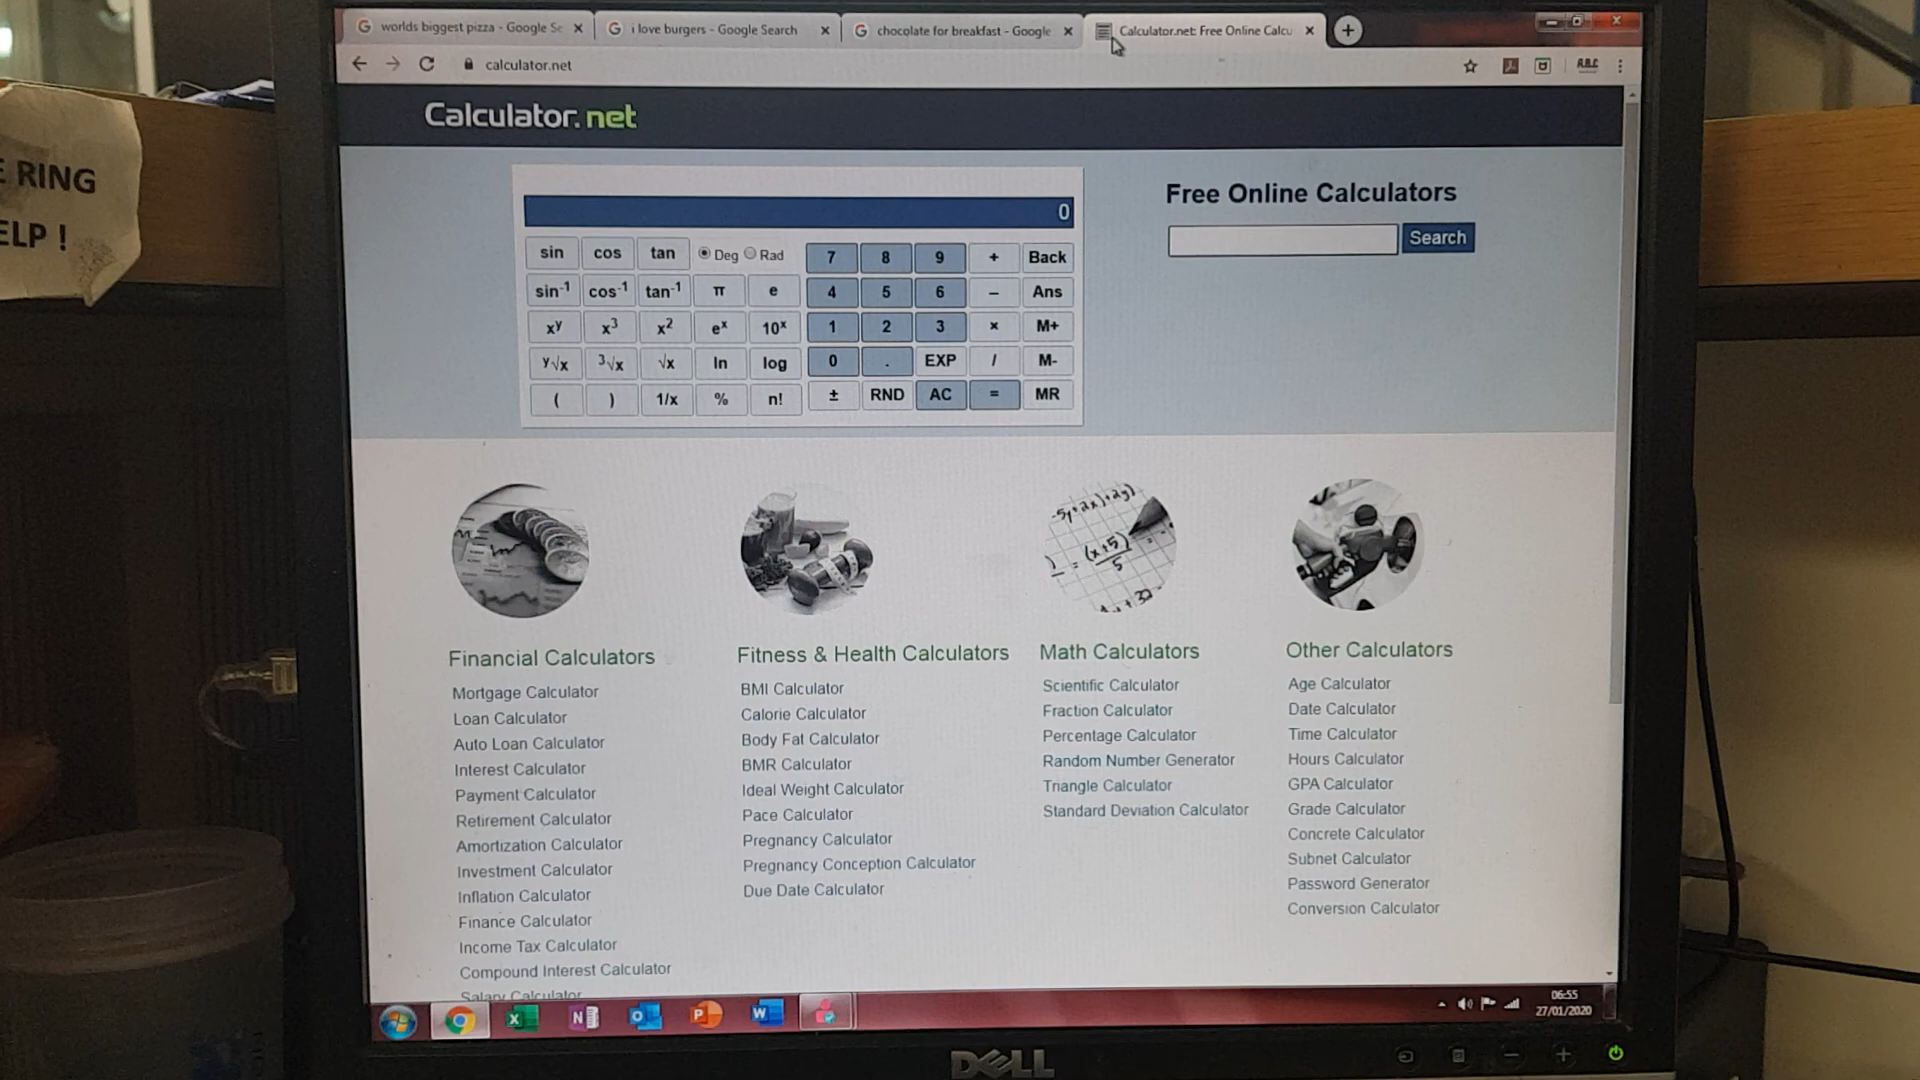 worlds biggest pizza - Google Se
i love burgers - Google Search
chocolate for breakfast - Google
Calculator.net: Free Online Calcu
calculator.net
A.B.C
Calculator.net
E RING
ELP !
0
sin cos tan Deg Rad 7 8 9 + Back
sin-1 cos-1 tan-1 π e 4 5 6 – Ans
xy x3 x2 ex 10x 1 2 3 × M+
y√x 3√x √x ln log 0 . EXP / M-
( ) 1/x % n! ± RND AC = MR
Free Online Calculators
Search
-5y+2x)+2y)
= (x+5)
5
Financial Calculators
Mortgage Calculator
Loan Calculator
Auto Loan Calculator
Interest Calculator
Payment Calculator
Retirement Calculator
Amortization Calculator
Investment Calculator
Inflation Calculator
Finance Calculator
Income Tax Calculator
Compound Interest Calculator
Salary Calculator
Fitness & Health Calculators
BMI Calculator
Calorie Calculator
Body Fat Calculator
BMR Calculator
Ideal Weight Calculator
Pace Calculator
Pregnancy Calculator
Pregnancy Conception Calculator
Due Date Calculator
Math Calculators
Scientific Calculator
Fraction Calculator
Percentage Calculator
Random Number Generator
Triangle Calculator
Standard Deviation Calculator
Other Calculators
Age Calculator
Date Calculator
Time Calculator
Hours Calculator
GPA Calculator
Grade Calculator
Concrete Calculator
Subnet Calculator
Password Generator
Conversion Calculator
X N O P W
06:55
27/01/2020
DELL